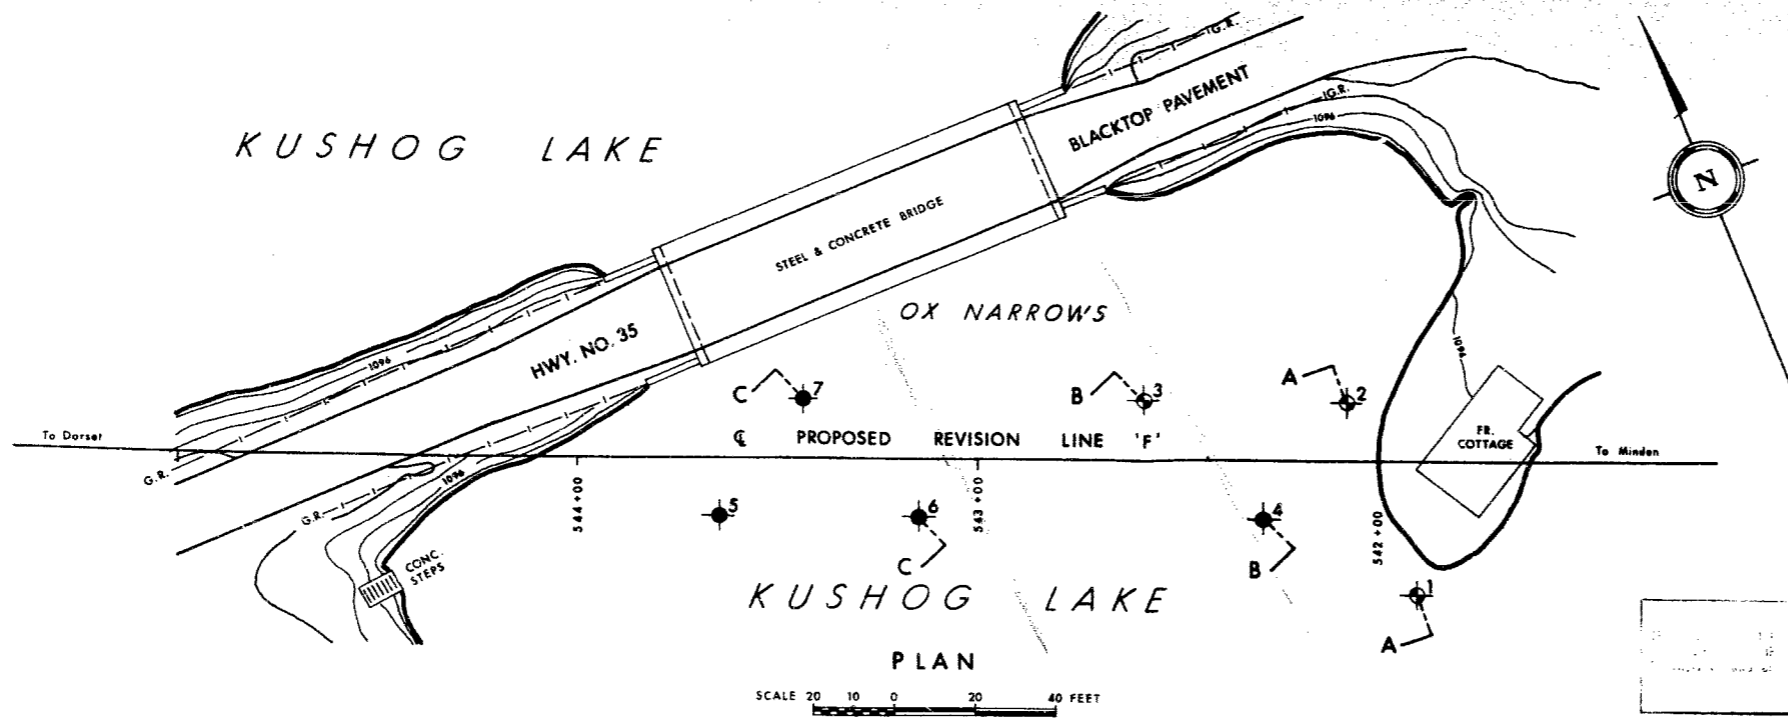 G.R.
BLACKTOP PAVEMENT
G.R.
1096
KUSHOG LAKE
N
STEEL & CONCRETE BRIDGE
OX NARROWS
HWY. NO. 35
1096
1096
C 7
B 3
A 2
FR.
COTTAGE
To Dorset
℄ PROPOSED REVISION LINE 'F'
To Minden
G.R.
1096
G.R.
544+00
543+00
542+00
5
6
4
C
B
CONC.
STEPS
1
A
KUSHOG LAKE
PLAN
SCALE 20 10 0 20 40 FEET